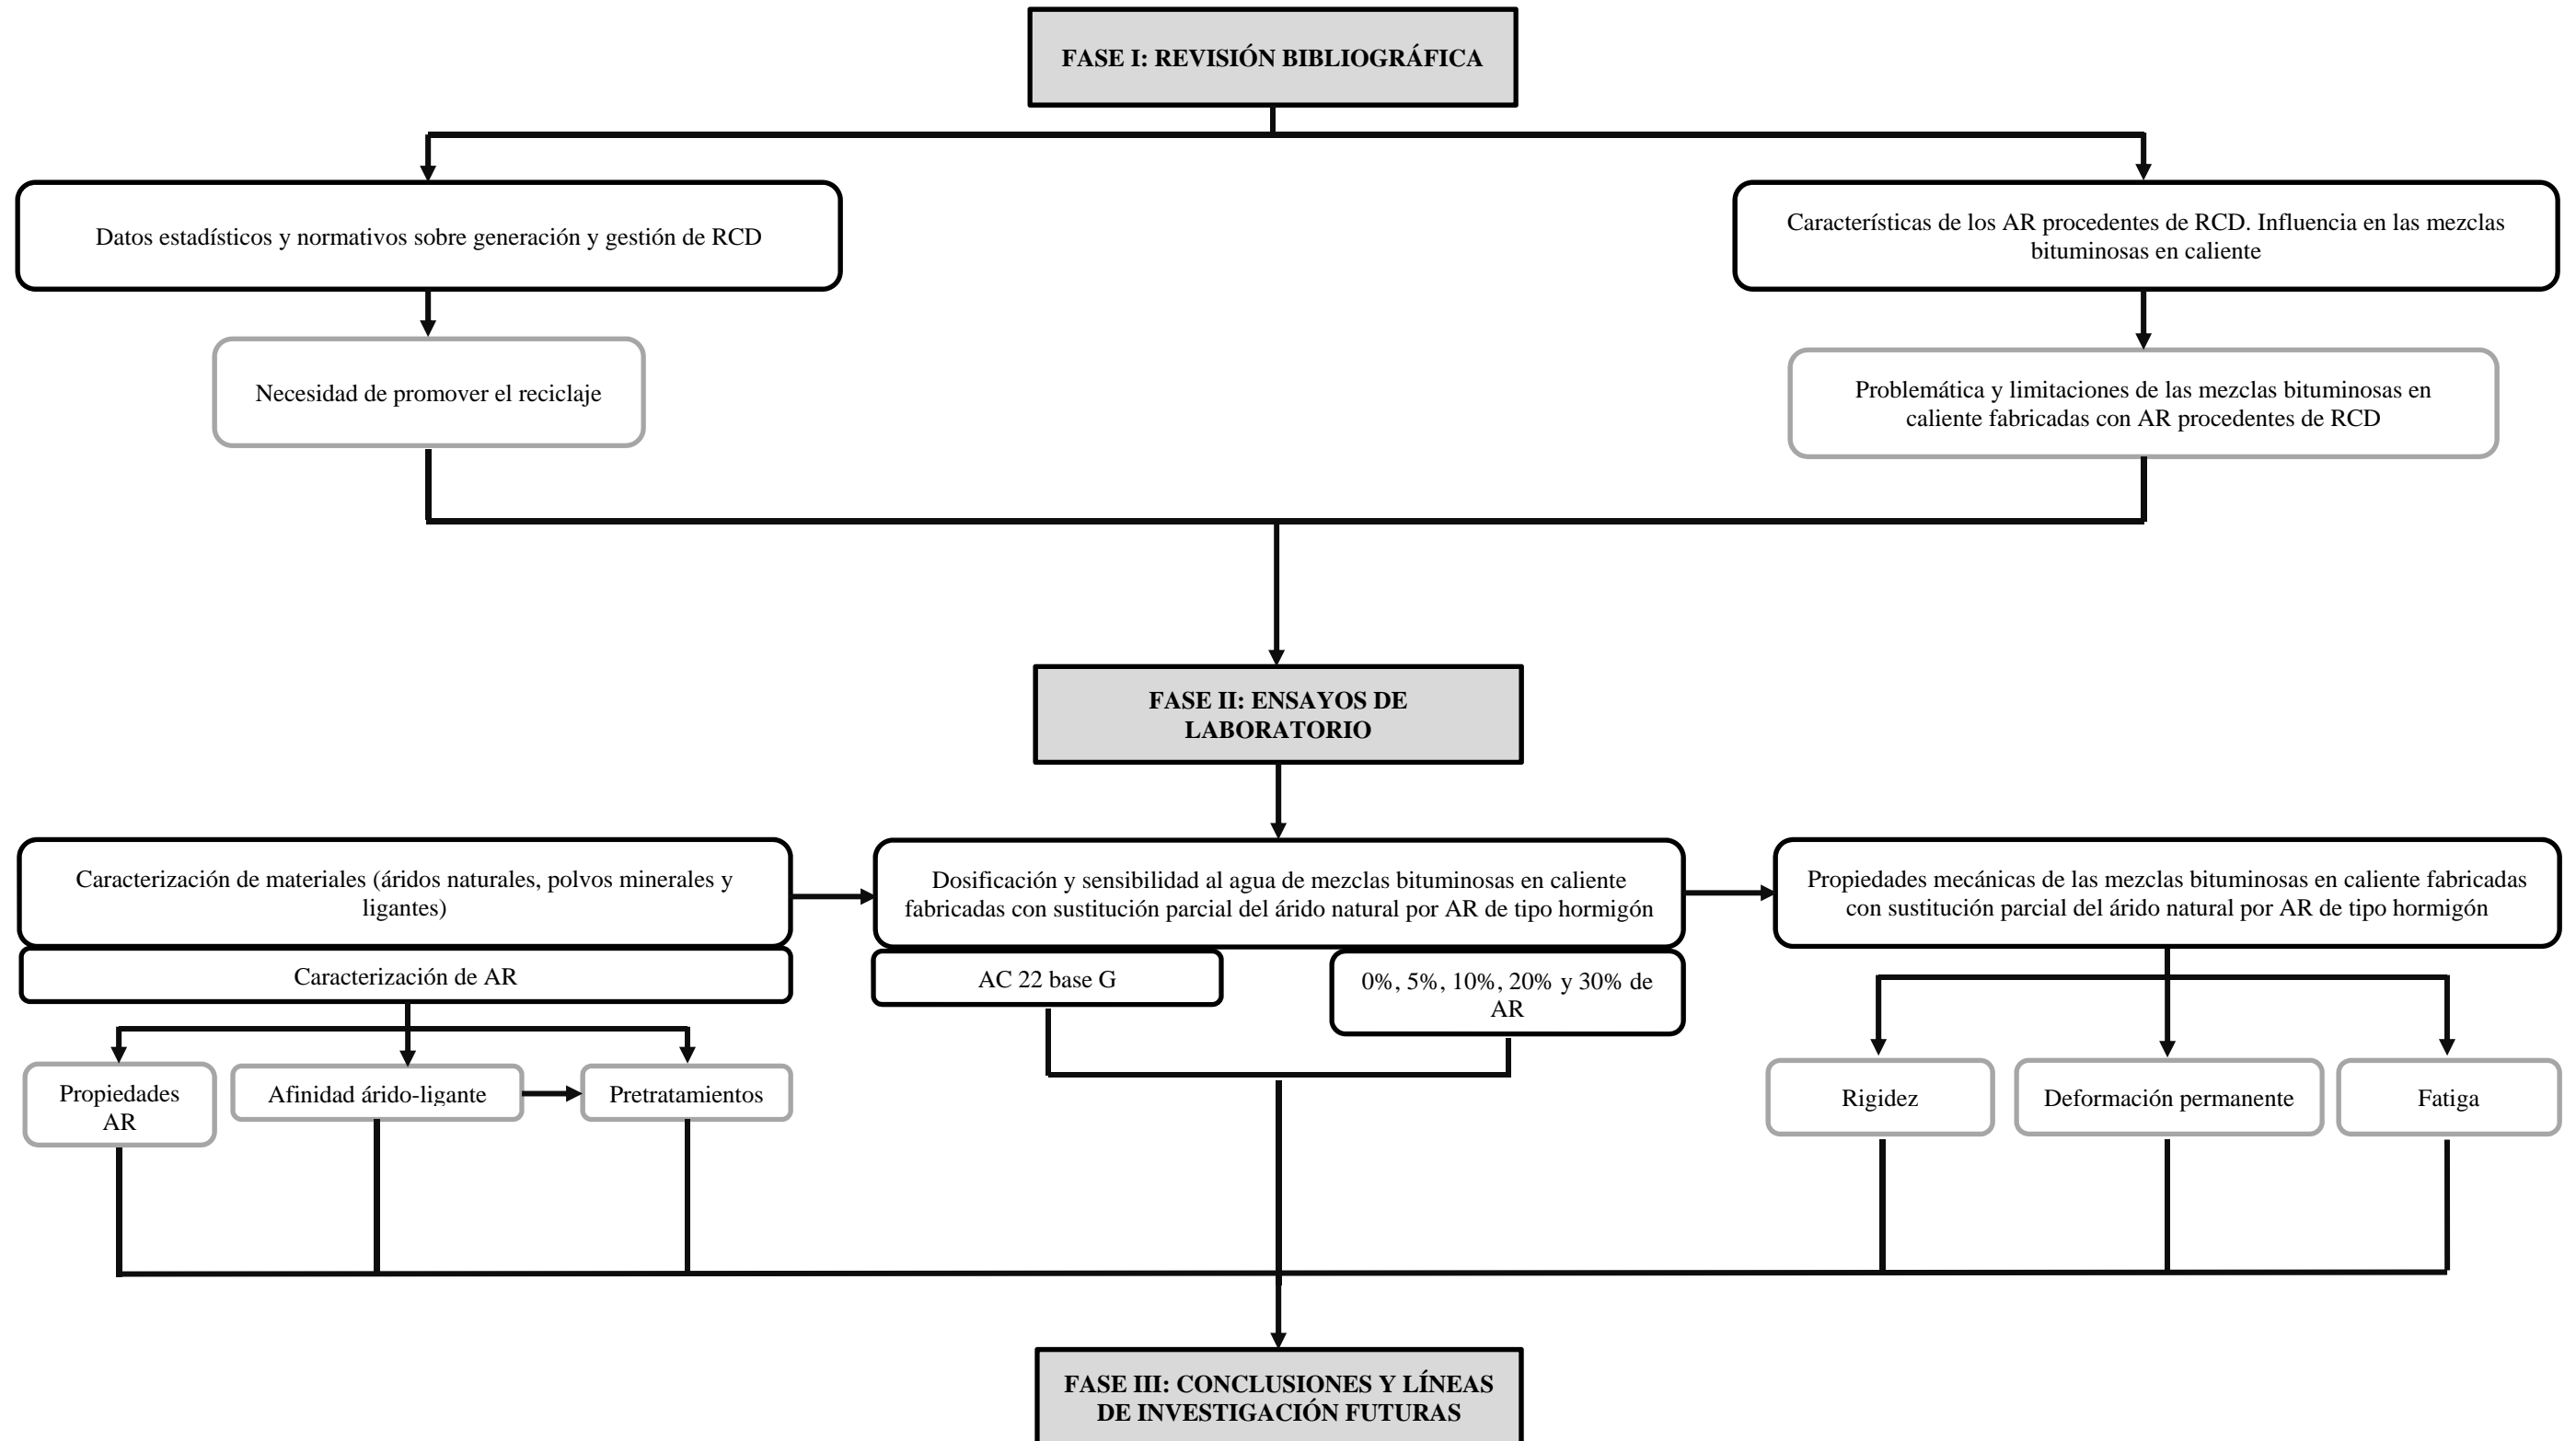 FASE I: REVISIÓN BIBLIOGRÁFICA
Datos estadísticos y normativos sobre generación y gestión de RCD
Características de los AR procedentes de RCD. Influencia en las mezclas
bituminosas en caliente
Necesidad de promover el reciclaje
Problemática y limitaciones de las mezclas bituminosas en
caliente fabricadas con AR procedentes de RCD
FASE II: ENSAYOS DE
LABORATORIO
Caracterización de materiales (áridos naturales, polvos minerales y
ligantes)
Dosificación y sensibilidad al agua de mezclas bituminosas en caliente
fabricadas con sustitución parcial del árido natural por AR de tipo hormigón
Propiedades mecánicas de las mezclas bituminosas en caliente fabricadas
con sustitución parcial del árido natural por AR de tipo hormigón
Caracterización de AR
AC 22 base G
0%, 5%, 10%, 20% y 30% de
AR
Propiedades
AR
Afinidad árido-ligante
Pretratamientos
Rigidez
Deformación permanente
Fatiga
FASE III: CONCLUSIONES Y LÍNEAS
DE INVESTIGACIÓN FUTURAS